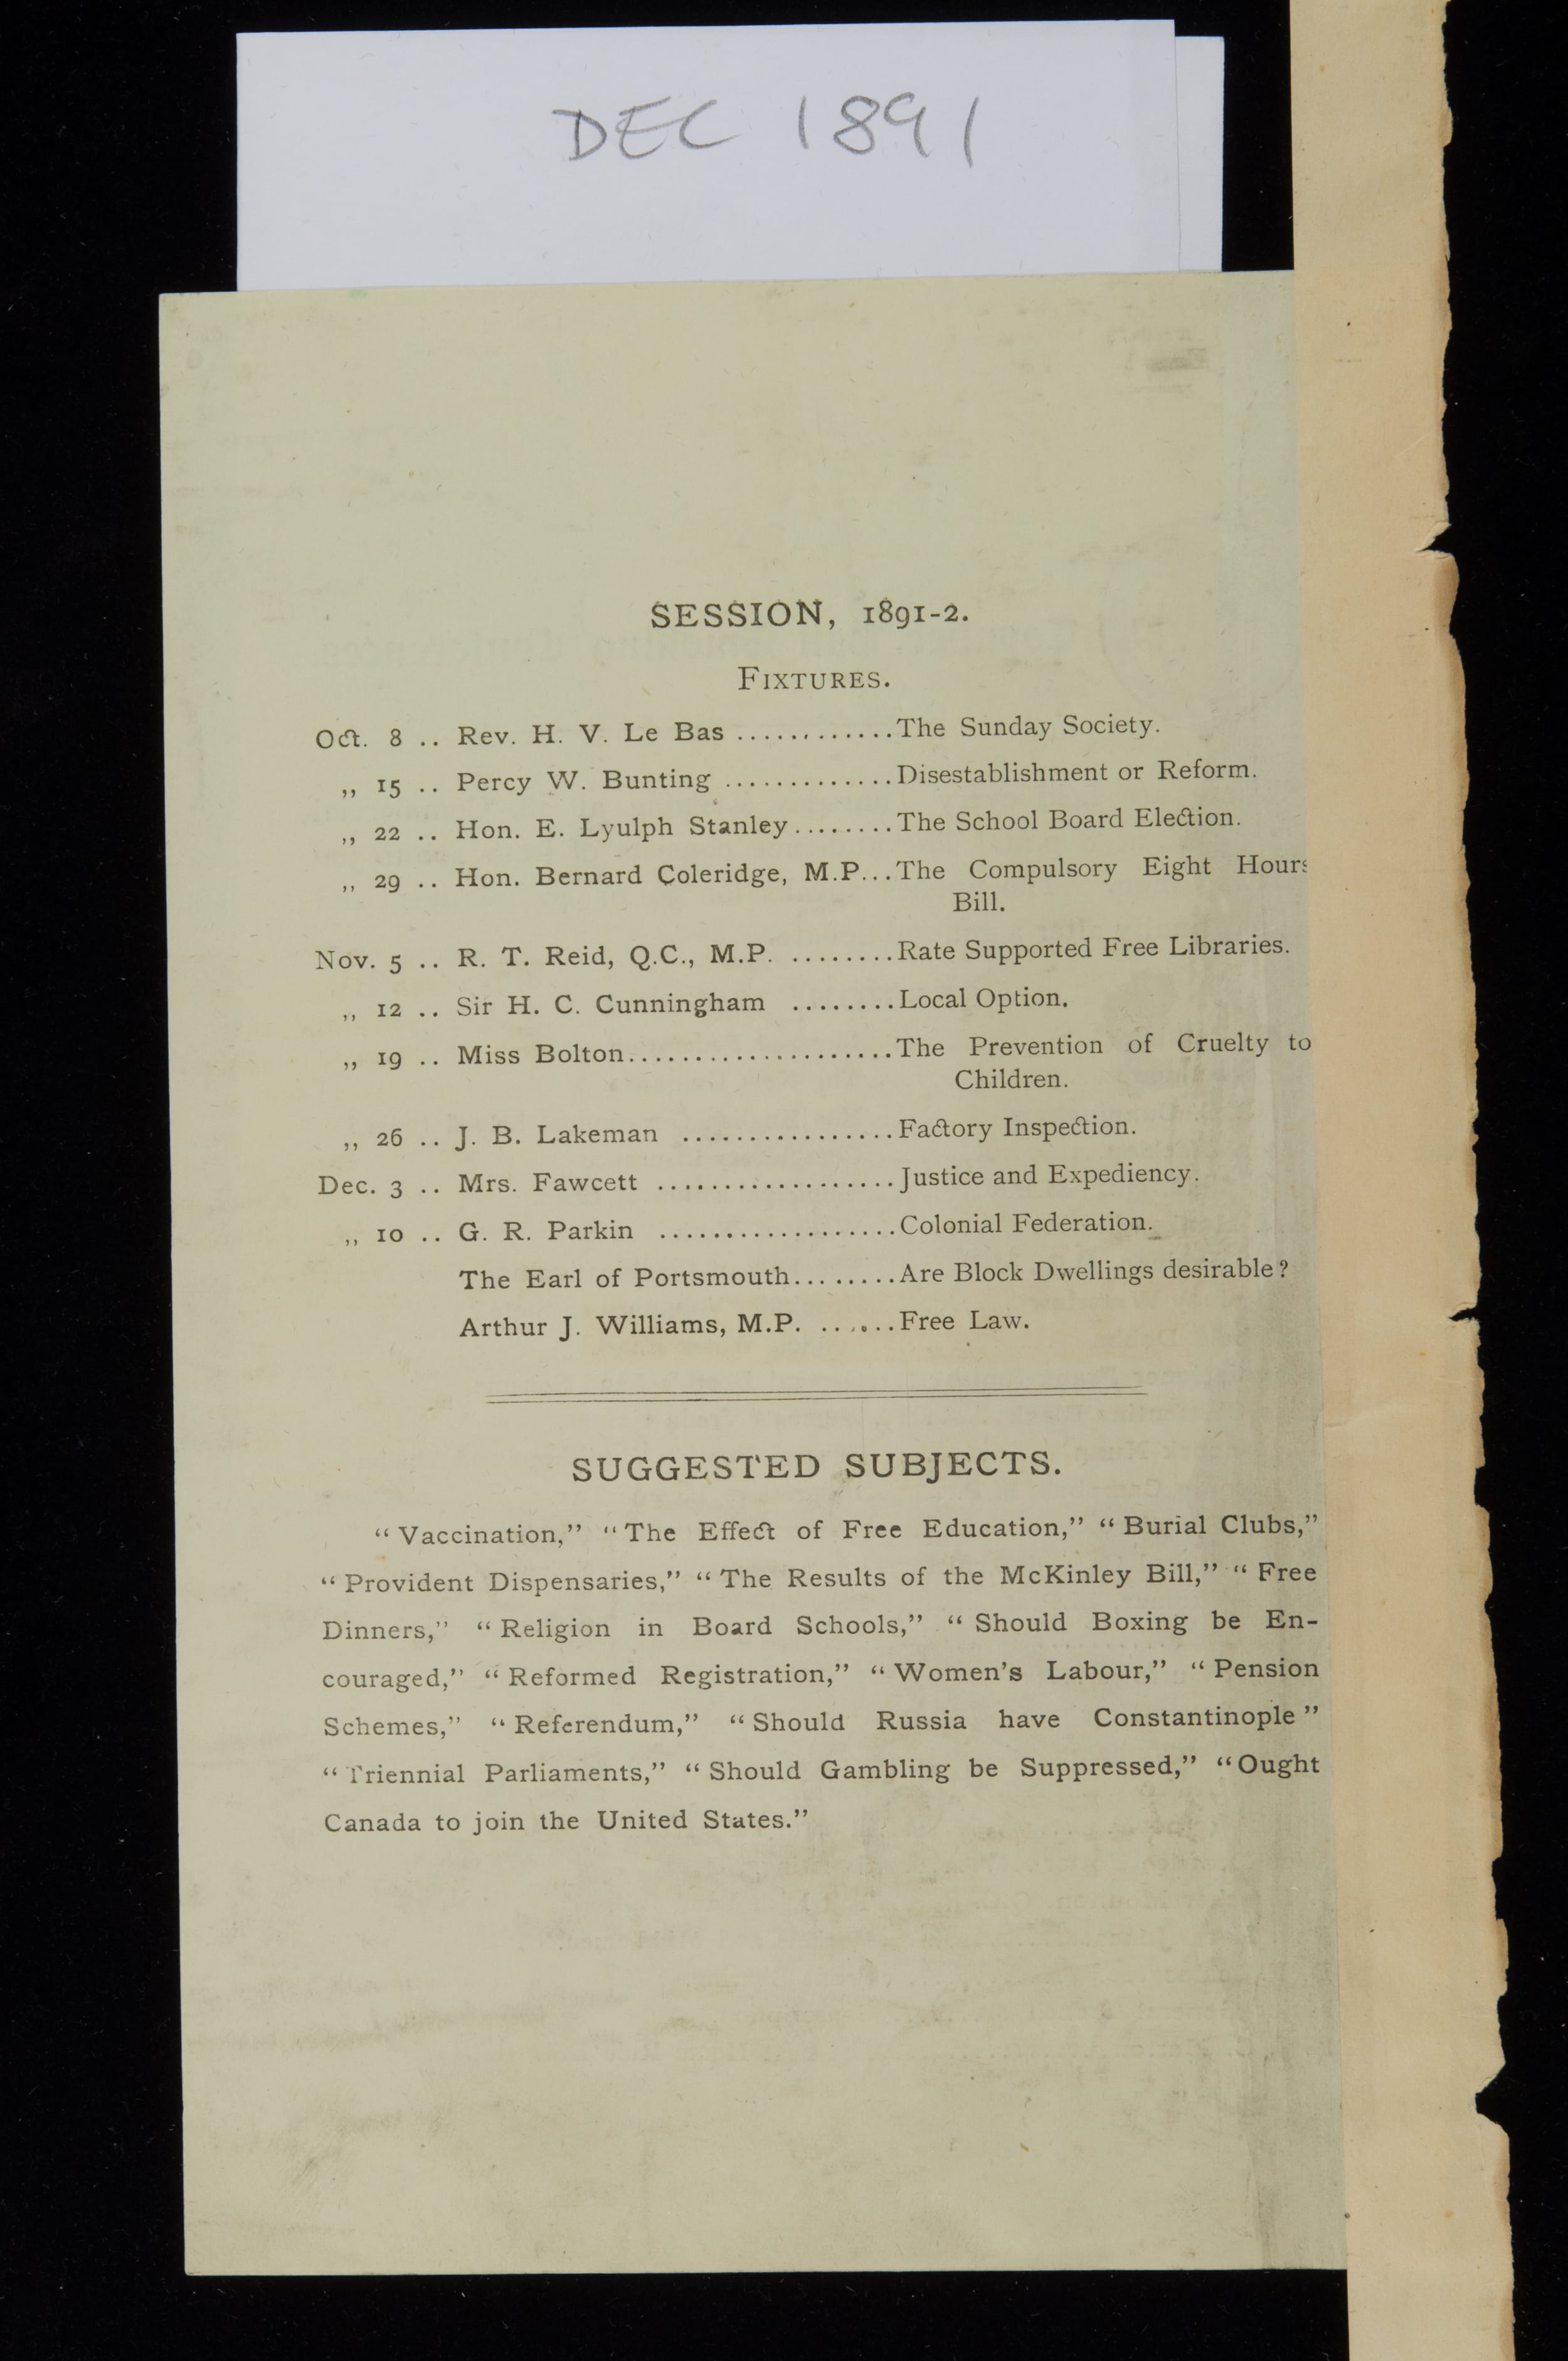 DEC 1891
SESSION, 1891-2.
FIXTURES.
Oct. 8 .. Rev. H. V. Le Bas ............The Sunday Society.
„ 15 .. Percy W. Bunting .............Disestablishment or Reform.
„ 22 .. Hon. E. Lyulph Stanley........The School Board Election.
„ 29 .. Hon. Bernard Coleridge, M.P...The Compulsory Eight Hours
Bill.
Nov. 5 .. R. T. Reid, Q.C., M.P. ........Rate Supported Free Libraries.
„ 12 .. Sir H. C. Cunningham ........Local Option.
„ 19 .. Miss Bolton....................The Prevention of Cruelty to
Children.
„ 26 .. J. B. Lakeman ................Factory Inspection.
Dec. 3 .. Mrs. Fawcett ..................Justice and Expediency.
„ 10 .. G. R. Parkin ..................Colonial Federation.
The Earl of Portsmouth........Are Block Dwellings desirable?
Arthur J. Williams, M.P. ......Free Law.
SUGGESTED SUBJECTS.
“Vaccination,” “The Effect of Free Education,” “Burial Clubs,”
“Provident Dispensaries,” “The Results of the McKinley Bill,” “Free
Dinners,” “Religion in Board Schools,” “Should Boxing be En-
couraged,” “Reformed Registration,” “Women’s Labour,” “Pension
Schemes,” “Referendum,” “Should Russia have Constantinople”
“Triennial Parliaments,” “Should Gambling be Suppressed,” “Ought
Canada to join the United States.”